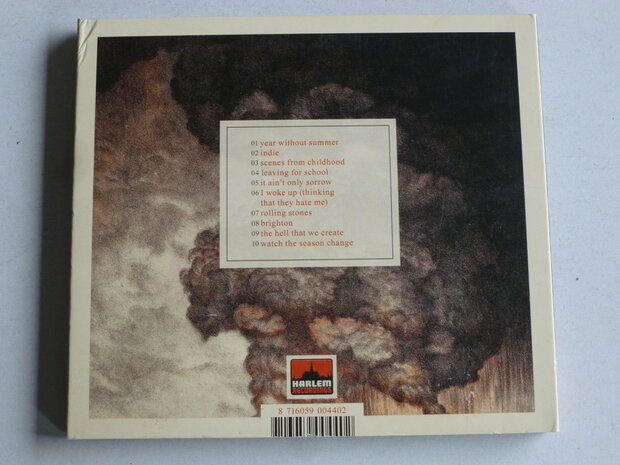 01 year without summer
02 indie
03 scenes from childhood
04 leaving for school
05 it ain't only sorrow
06 I woke up (thinking
that they hate me)
07 rolling stones
08 brighton
09 the hell that we create
10 watch the season change
HARLEM
RECORDINGS
8 716059 004402